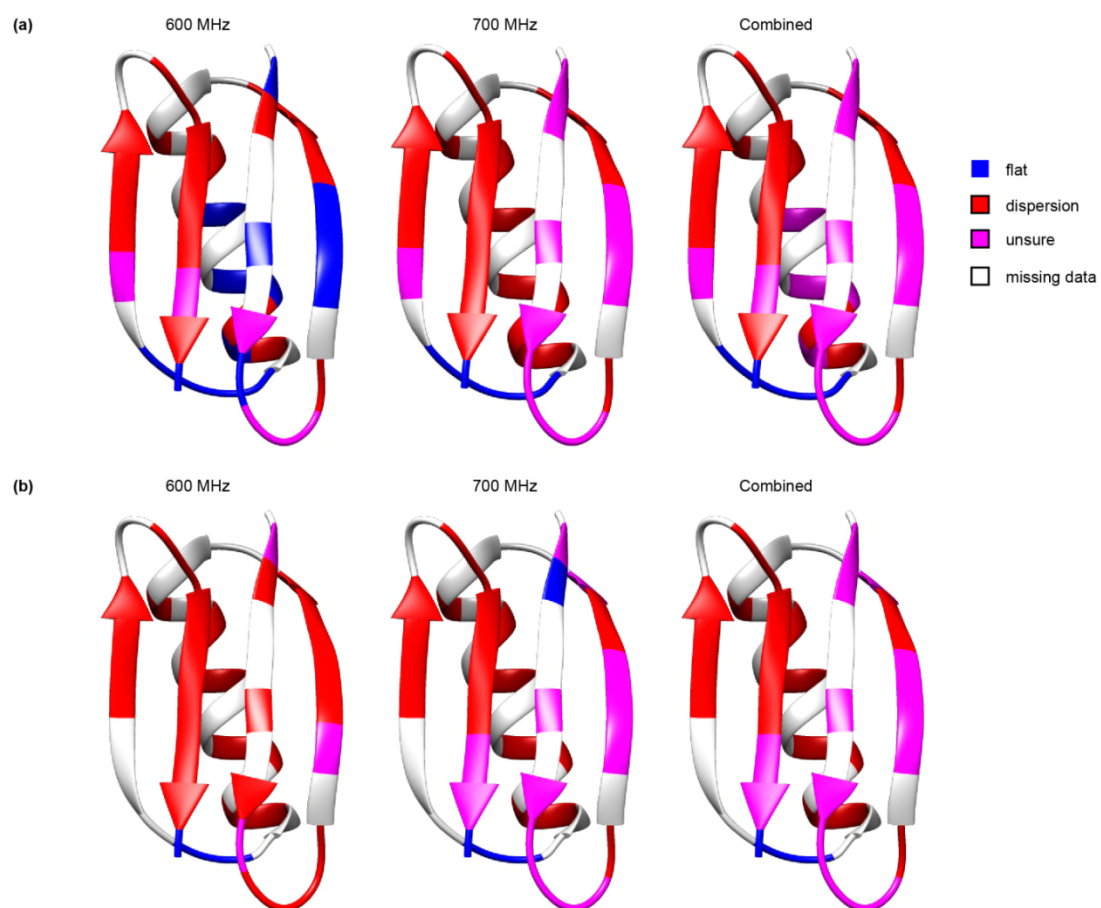 (a) 600 MHz 700 MHz Combined
flat
dispersion
unsure
missing data
(b) 600 MHz 700 MHz Combined